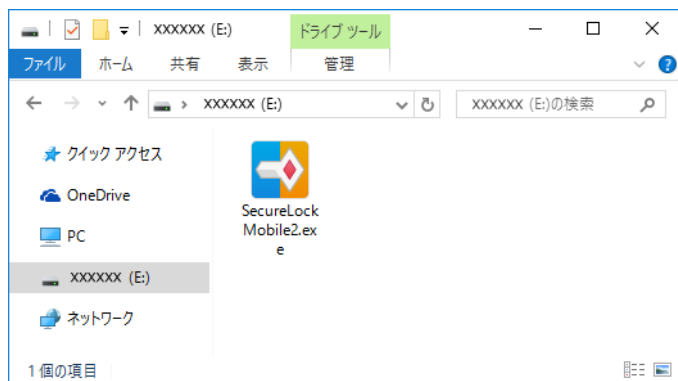 xxxxxx (E:)
ドライブ ツール
ファイル ホーム 共有 表示 管理
xxxxxx (E:)
xxxxxx (E:)の検索
クイック アクセス
OneDrive
PC
xxxxxx (E:)
ネットワーク
SecureLock
Mobile2.ex
e
1 個の項目